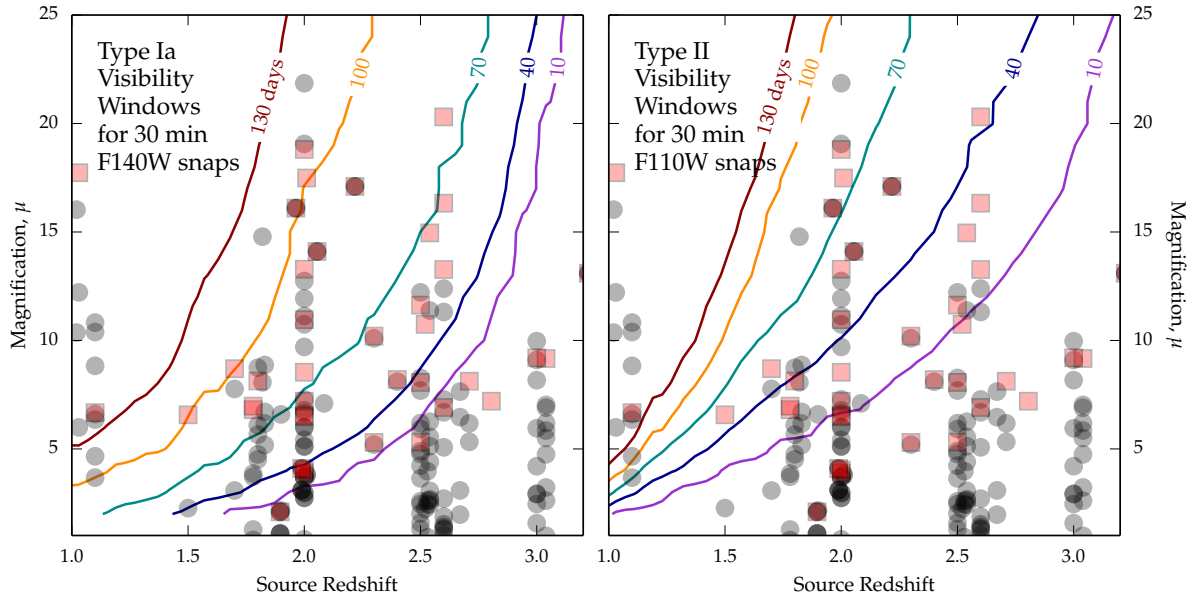 25
20
15
10
5
Magnification, μ
Type Ia
Visibility
Windows
for 30 min
F140W snaps
130 days
100
70
40
10
1.0
1.5
2.0
2.5
3.0
Source Redshift
Type II
Visibility
Windows
for 30 min
F110W snaps
130 days
100
70
40
10
1.0
1.5
2.0
2.5
3.0
Source Redshift
25
20
15
10
5
Magnification, μ